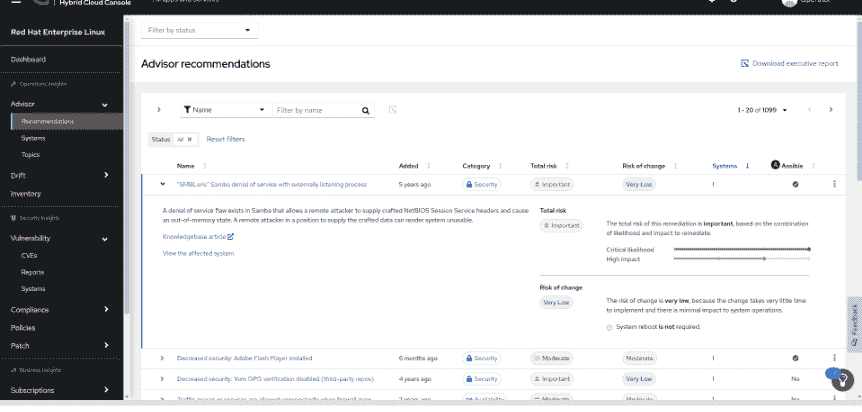 Hybrid Cloud Console
Red Hat Enterprise Linux
Dashboard
Operations Insights
Advisor
Recommendations
Systems
Topics
Drift
Inventory
Security Insights
Vulnerability
CVEs
Reports
Systems
Compliance
Policies
Patch
Business Insights
Subscriptions
Filter by status
Advisor recommendations
Download executive report
Name
Filter by name
1 - 20 of 1099
Status
All
Reset filters
Name Added Category Total risk Risk of change Systems Ansible
"SMBLoris" Samba denial of service with externally listening process 5 years ago Security Important Very Low 1
A denial of service flaw exists in Samba that allows a remote attacker to supply crafted NetBIOS Session Service headers and cause
an out-of-memory state. A remote attacker in a position to supply the crafted data can render system unusable.
Knowledgebase article
View the affected system
Total risk
Important
The total risk of this remediation is important, based on the combination
of likelihood and impact to remediate.
Critical likelihood
High impact
Risk of change
Very Low
The risk of change is very low, because the change takes very little time
to implement and there is minimal impact to system operations.
System reboot is not required.
Decreased security: Adobe Flash Player installed 6 months ago Security Moderate Moderate 1
Decreased security: Yum GPG verification disabled (third-party repos) 4 years ago Security Important Very Low 1 No
Feedback